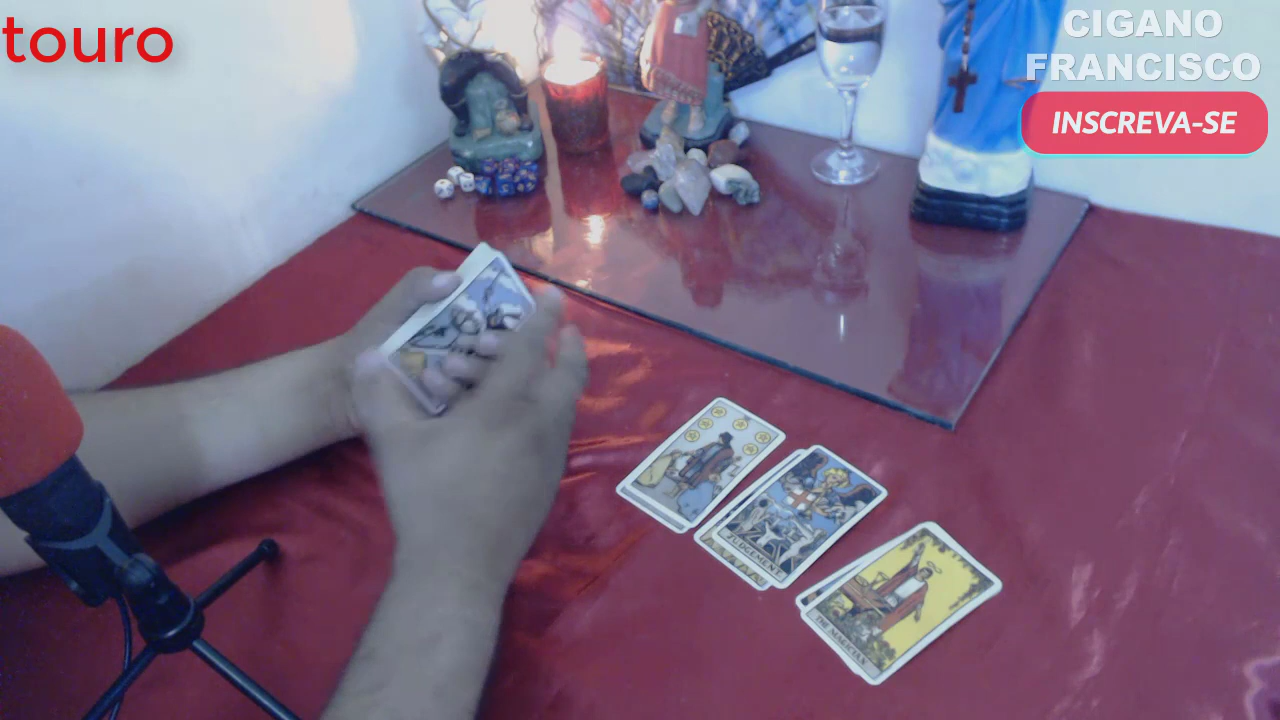 touro
CIGANO
FRANCISCO
INSCREVA-SE
JUDGEMENT.
THE MAGICIAN.